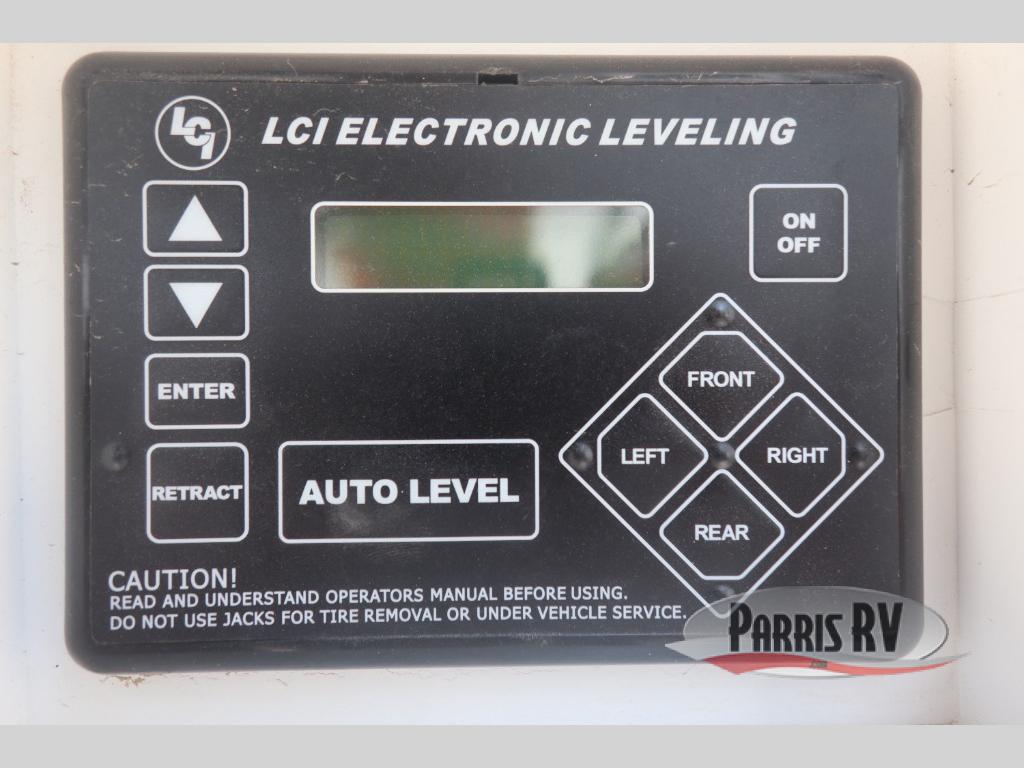 LCI LCI ELECTRONIC LEVELING
ON
OFF
ENTER
RETRACT
AUTO LEVEL
FRONT
LEFT
RIGHT
REAR
CAUTION!
READ AND UNDERSTAND OPERATORS MANUAL BEFORE USING.
DO NOT USE JACKS FOR TIRE REMOVAL OR UNDER VEHICLE SERVICE.
PARRIS RV
.com